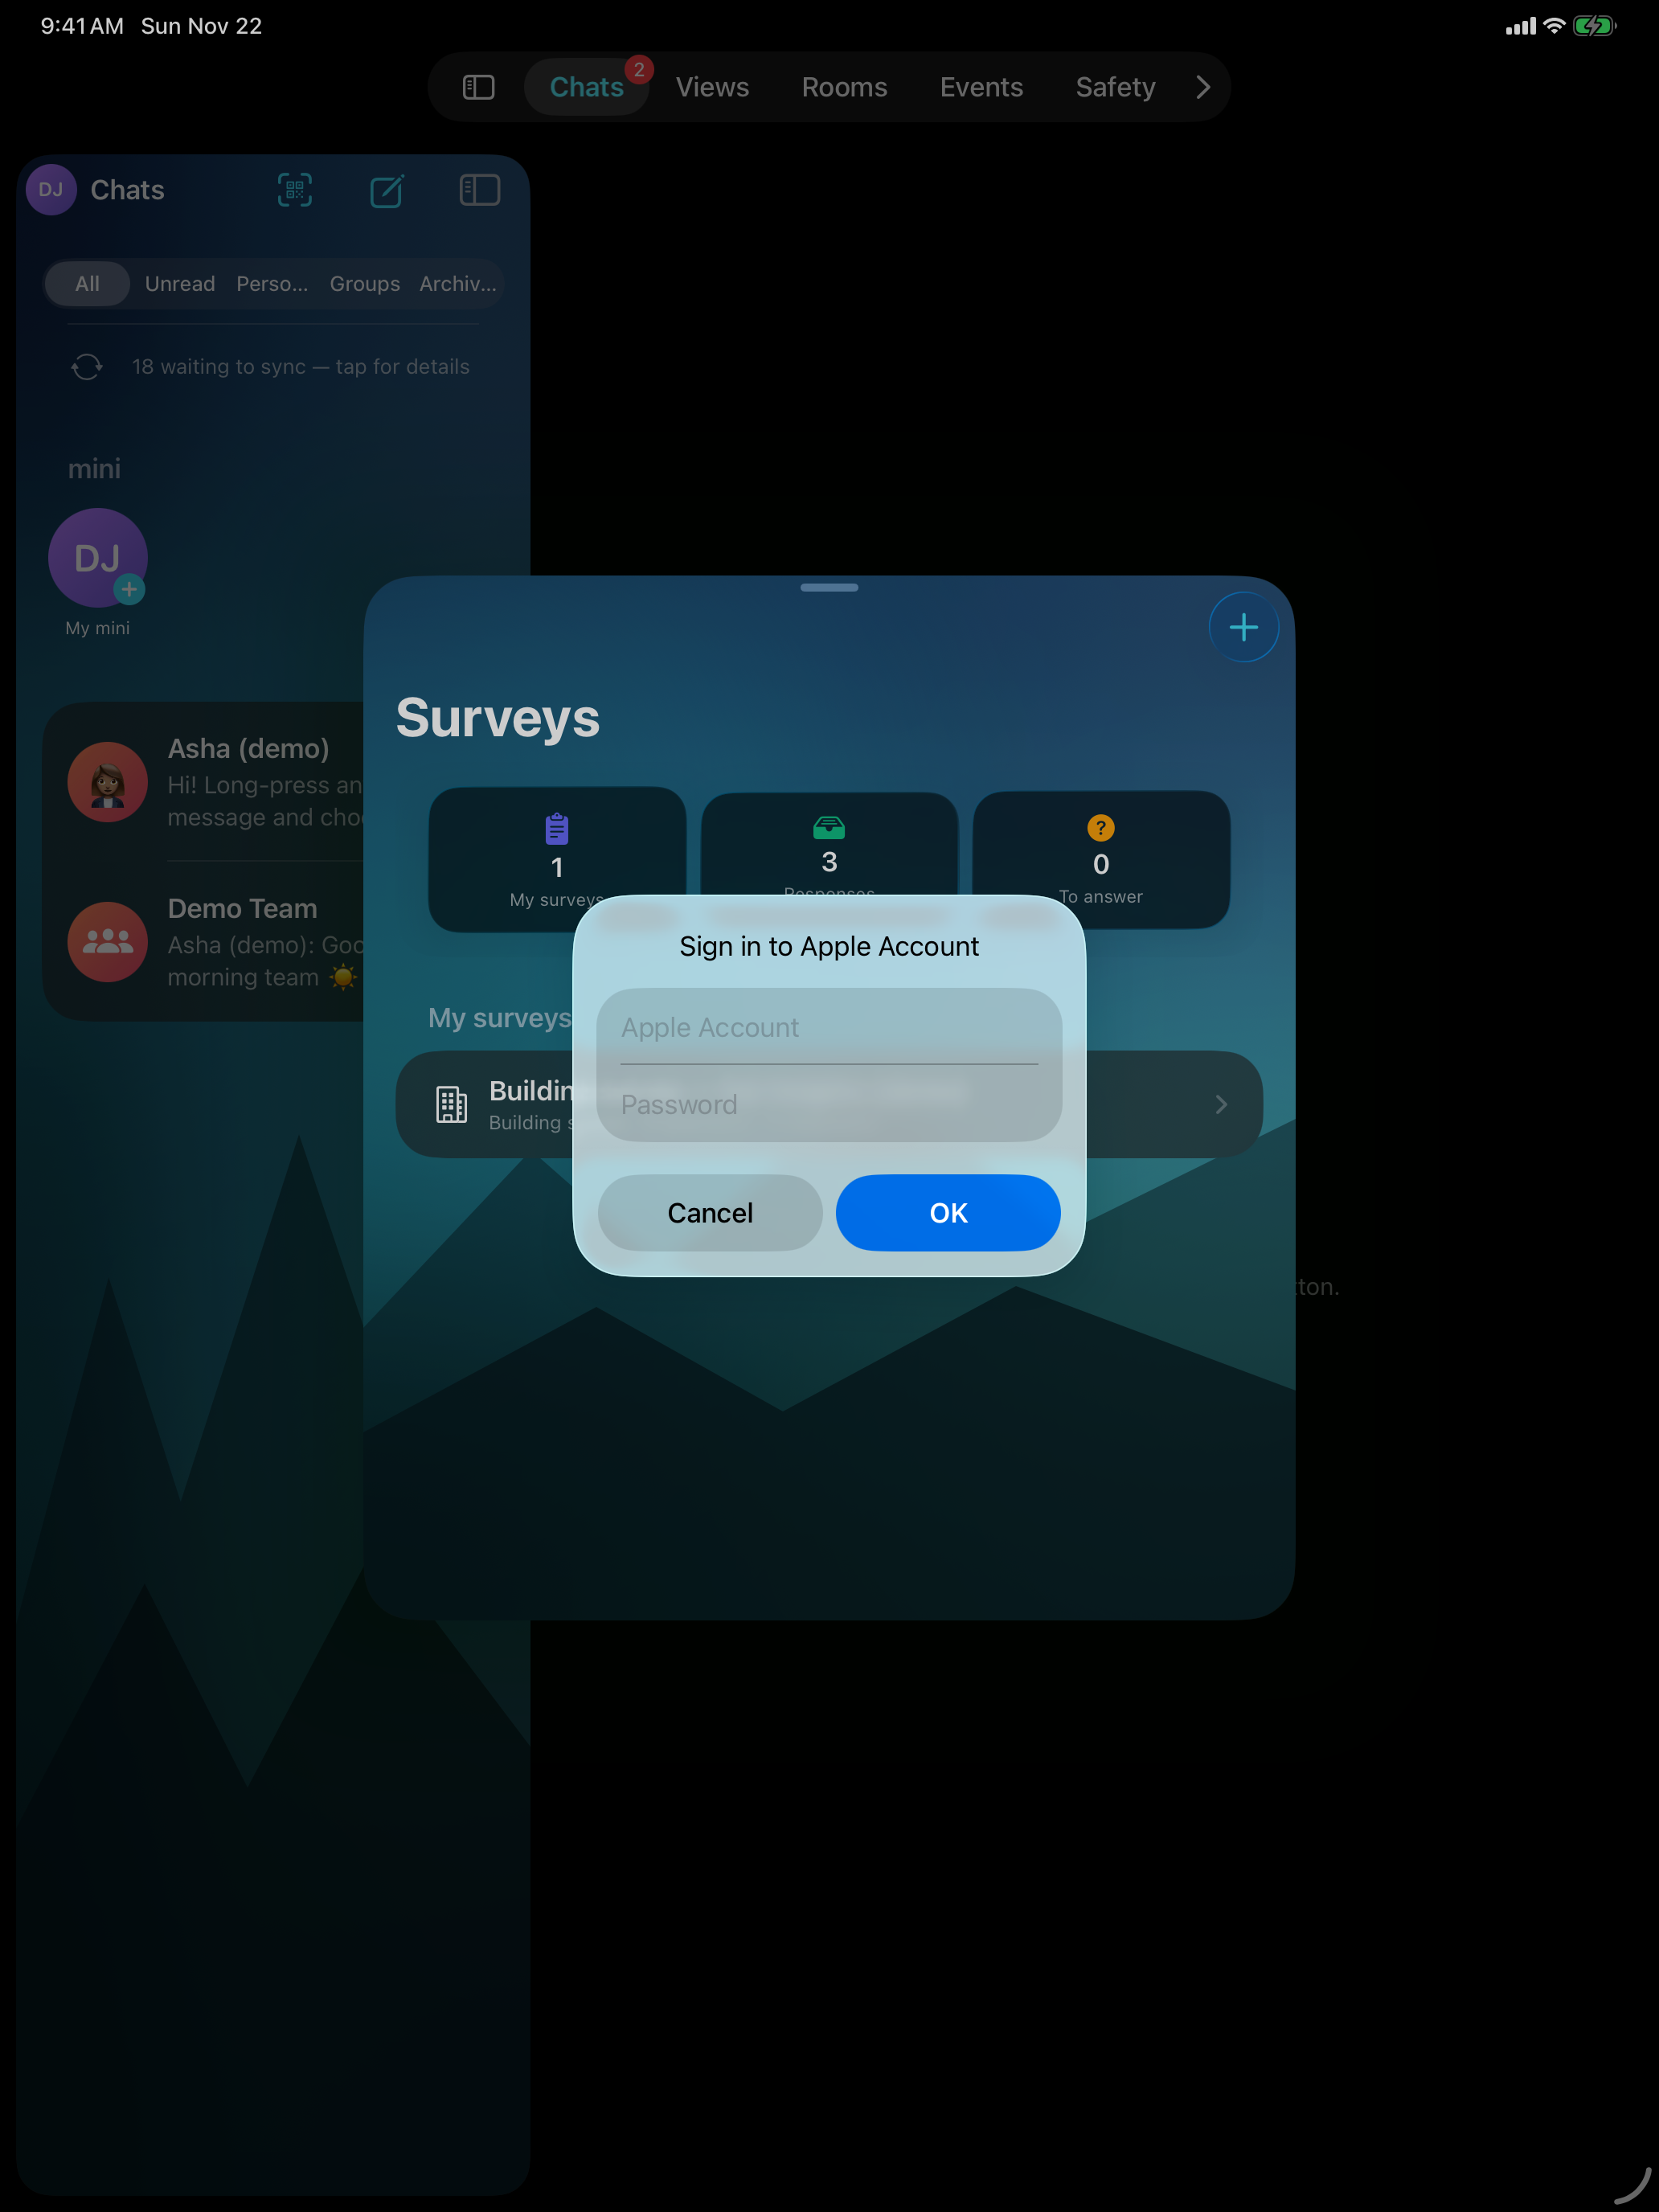 9:41 AM Sun Nov 22
Chats 2 Views Rooms Events Safety
DJ Chats
All Unread Perso... Groups Archiv...
18 waiting to sync — tap for details
mini
DJ
My mini
Asha (demo)
Hi! Long-press an
message and cho
Demo Team
Asha (demo): Goo
morning team ☀️
Surveys
1
My surveys
3
Responses
?
0
To answer
My surveys
Building
Building s
Sign in to Apple Account
Apple Account
Password
Cancel
OK
tton.